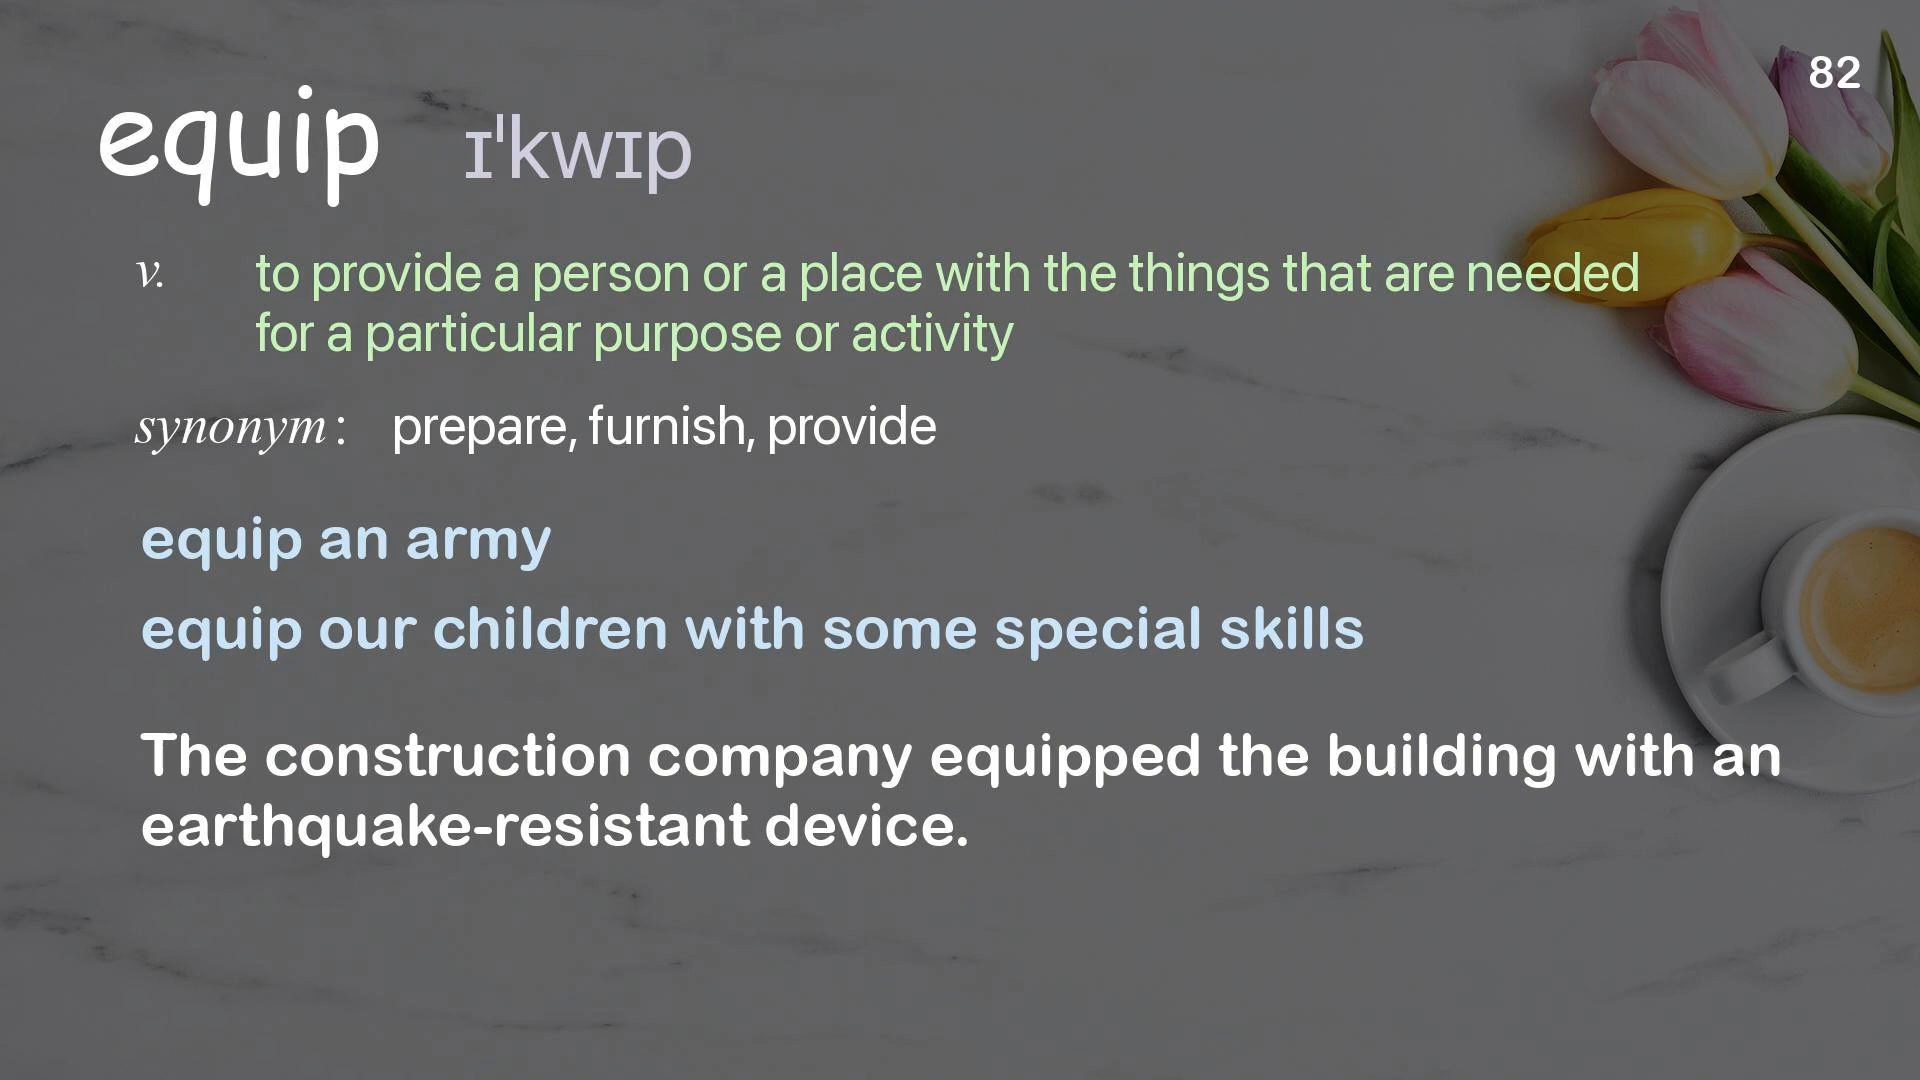 82
equip ɪˈkwɪp
v. to provide a person or a place with the things that are needed
for a particular purpose or activity
synonym: prepare, furnish, provide
equip an army
equip our children with some special skills
The construction company equipped the building with an
earthquake-resistant device.